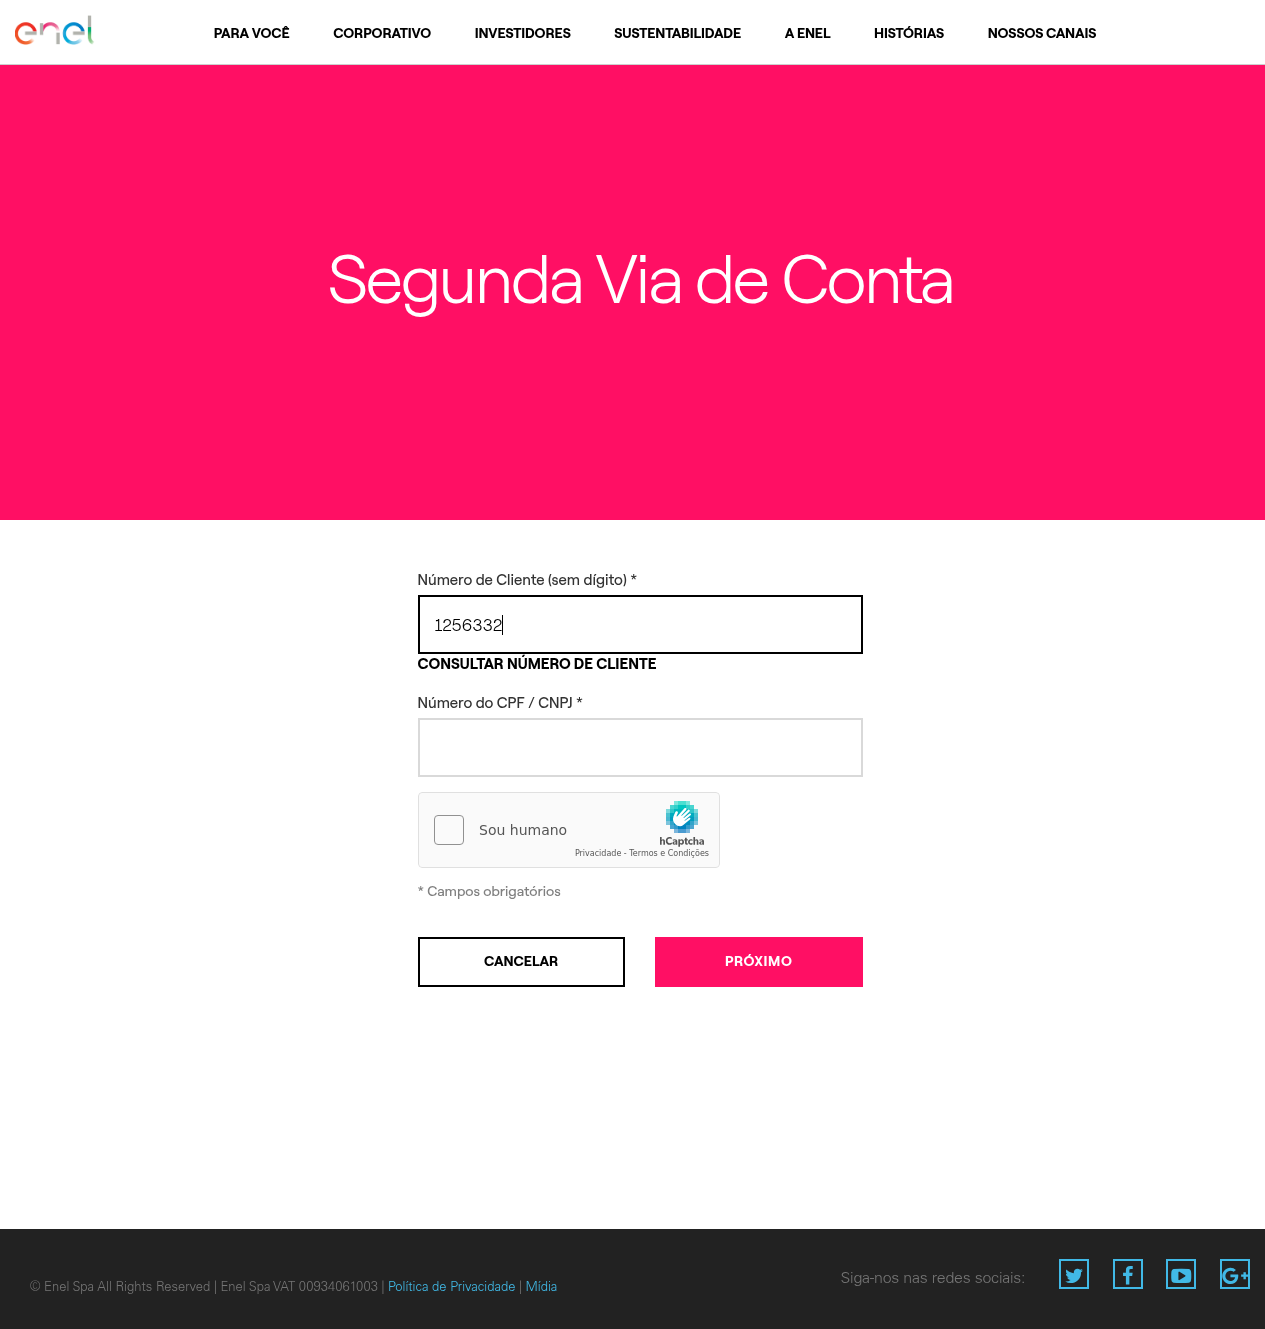 enel
PARA VOCÊ CORPORATIVO INVESTIDORES SUSTENTABILIDADE A ENEL HISTÓRIAS NOSSOS CANAIS
Segunda Via de Conta
Número de Cliente (sem dígito) *
1256332
CONSULTAR NÚMERO DE CLIENTE
Número do CPF / CNPJ *
Sou humano
hCaptcha
Privacidade - Termos e Condições
* Campos obrigatórios
CANCELAR PRÓXIMO
© Enel Spa All Rights Reserved | Enel Spa VAT 00934061003 | Política de Privacidade | Mídia
Siga-nos nas redes sociais: